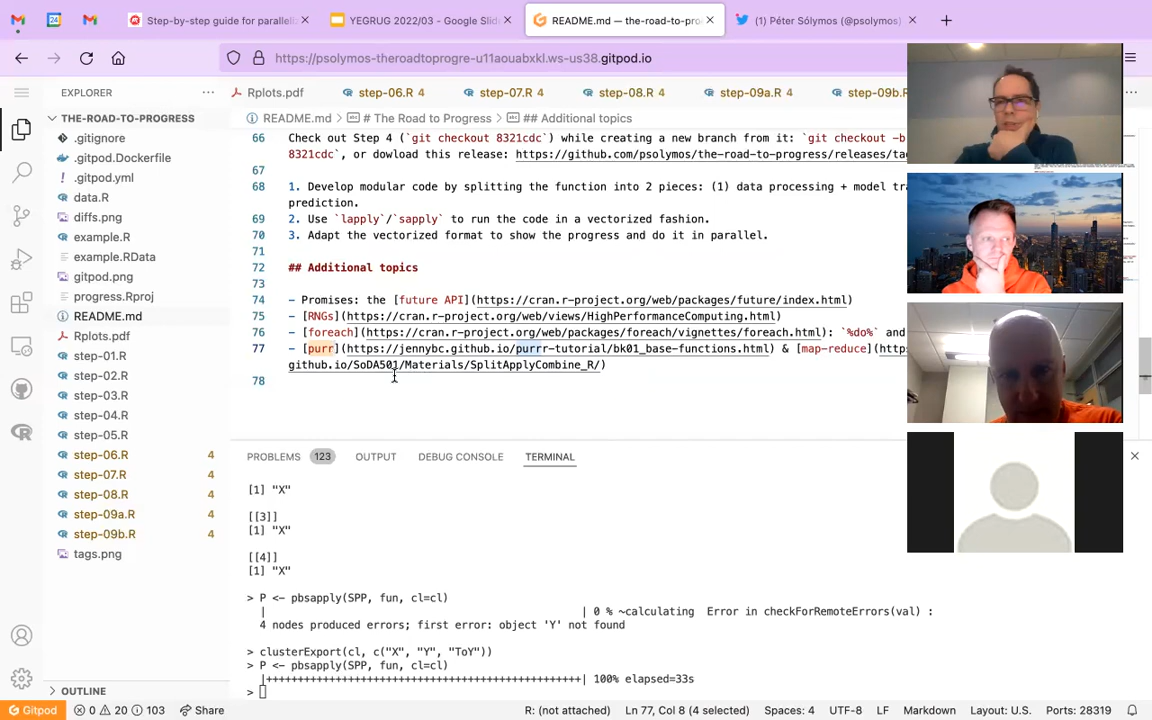 Step-by-step guide for paralleli
YEGRUG 2022/03 - Google Slid
README.md — the-road-to-pro
(1) Péter Sólymos (@psolymos)
https://psolymos-theroadtoprogre-u11aouabxkl.ws-us38.gitpod.io
EXPLORER
Rplots.pdf
step-06.R
step-07.R
step-08.R
step-09a.R
step-09b.R
THE-ROAD-TO-PROGRESS
README.md > # The Road to Progress > ## Additional topics
.gitignore
.gitpod.Dockerfile
.gitpod.yml
data.R
diffs.png
example.R
example.RData
gitpod.png
progress.Rproj
README.md
Rplots.pdf
step-01.R
step-02.R
step-03.R
step-04.R
step-05.R
step-06.R 4
step-07.R 4
step-08.R 4
step-09a.R 4
step-09b.R 4
tags.png
OUTLINE
66 Check out Step 4 (`git checkout 8321cdc`) while creating a new branch from it: `git checkout -b
8321cdc`, or dowload this release: https://github.com/psolymos/the-road-to-progress/releases/tag
67
68 1. Develop modular code by splitting the function into 2 pieces: (1) data processing + model tra
prediction.
69 2. Use `lapply`/`sapply` to run the code in a vectorized fashion.
70 3. Adapt the vectorized format to show the progress and do it in parallel.
71
72 ## Additional topics
73
74 - Promises: the [future API](https://cran.r-project.org/web/packages/future/index.html)
75 - [RNGs](https://cran.r-project.org/web/views/HighPerformanceComputing.html)
76 - [foreach](https://cran.r-project.org/web/packages/foreach/vignettes/foreach.html): `%do%` and
77 - [purr](https://jennybc.github.io/purrr-tutorial/bk01_base-functions.html) & [map-reduce](https
github.io/SoDA501/Materials/SplitApplyCombine_R/)
78
PROBLEMS 123 OUTPUT DEBUG CONSOLE TERMINAL
[1] "X"
[[3]]
[1] "X"
[[4]]
[1] "X"
> P <- pbsapply(SPP, fun, cl=cl)
| | 0 % ~calculating Error in checkForRemoteErrors(val) :
4 nodes produced errors; first error: object 'Y' not found
> clusterExport(cl, c("X", "Y", "ToY"))
> P <- pbsapply(SPP, fun, cl=cl)
|++++++++++++++++++++++++++++++++++++++++++++++++++| 100% elapsed=33s
>
Gitpod 0 20 103 Share R: (not attached) Ln 77, Col 8 (4 selected) Spaces: 4 UTF-8 LF Markdown Layout: U.S. Ports: 28319